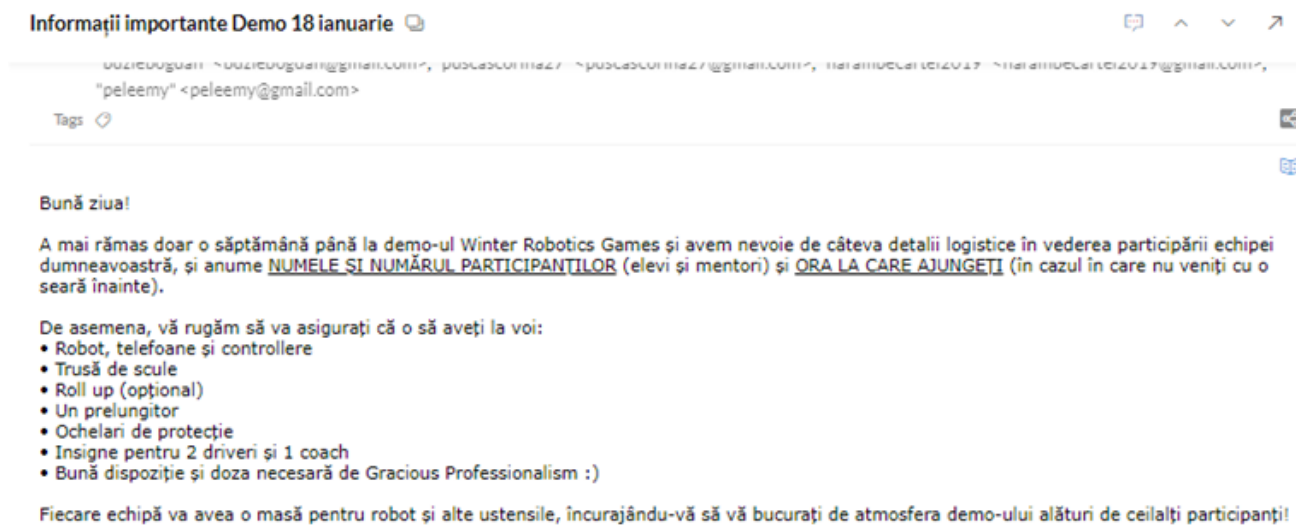 Informații importante Demo 18 ianuarie
"peleemy" <peleemy@gmail.com>
Tags
Bună ziua!
A mai rămas doar o săptămână până la demo-ul Winter Robotics Games și avem nevoie de câteva detalii logistice în vederea participării echipei
dumneavoastră, și anume NUMELE ȘI NUMĂRUL PARTICIPANȚILOR (elevi și mentori) și ORA LA CARE AJUNGEȚI (în cazul în care nu veniți cu o
seară înainte).
De asemena, vă rugăm să va asigurați că o să aveți la voi:
• Robot, telefoane și controllere
• Trusă de scule
• Roll up (opțional)
• Un prelungitor
• Ochelari de protecție
• Insigne pentru 2 driveri și 1 coach
• Bună dispoziție și doza necesară de Gracious Professionalism :)
Fiecare echipă va avea o masă pentru robot și alte ustensile, încurajându-vă să vă bucurați de atmosfera demo-ului alături de ceilalți participanți!